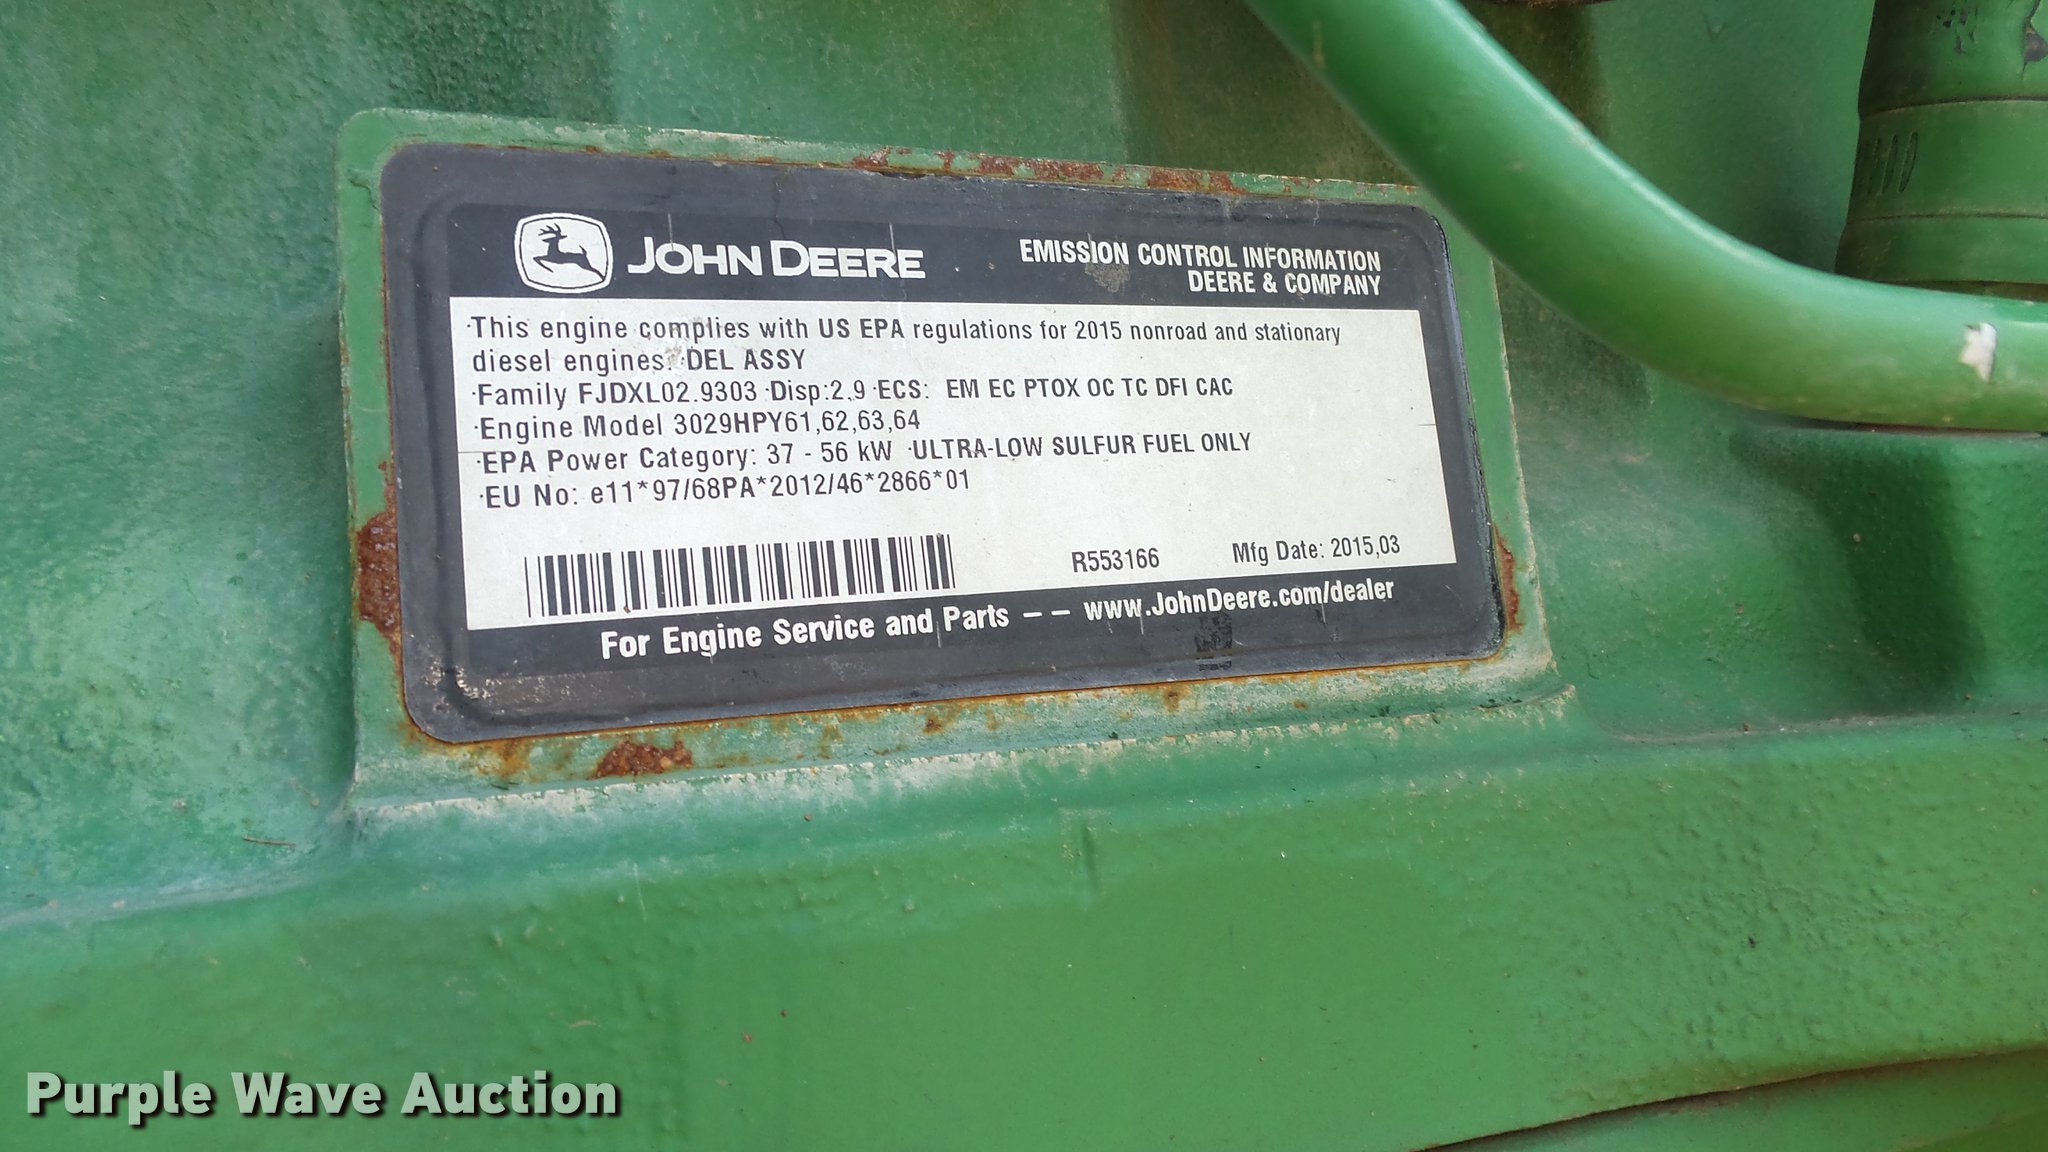 JOHN DEERE
EMISSION CONTROL INFORMATION
DEERE & COMPANY
·This engine complies with US EPA regulations for 2015 nonroad and stationary
diesel engines. ·DEL ASSY
·Family FJDXL02.9303 ·Disp:2.9 ·ECS: EM EC PTOX OC TC DFI CAC
·Engine Model 3029HPY61,62,63,64
·EPA Power Category: 37 - 56 kW ·ULTRA-LOW SULFUR FUEL ONLY
·EU No: e11*97/68PA*2012/46*2866*01
R553166
Mfg Date: 2015,03
For Engine Service and Parts – – www.JohnDeere.com/dealer
Purple Wave Auction